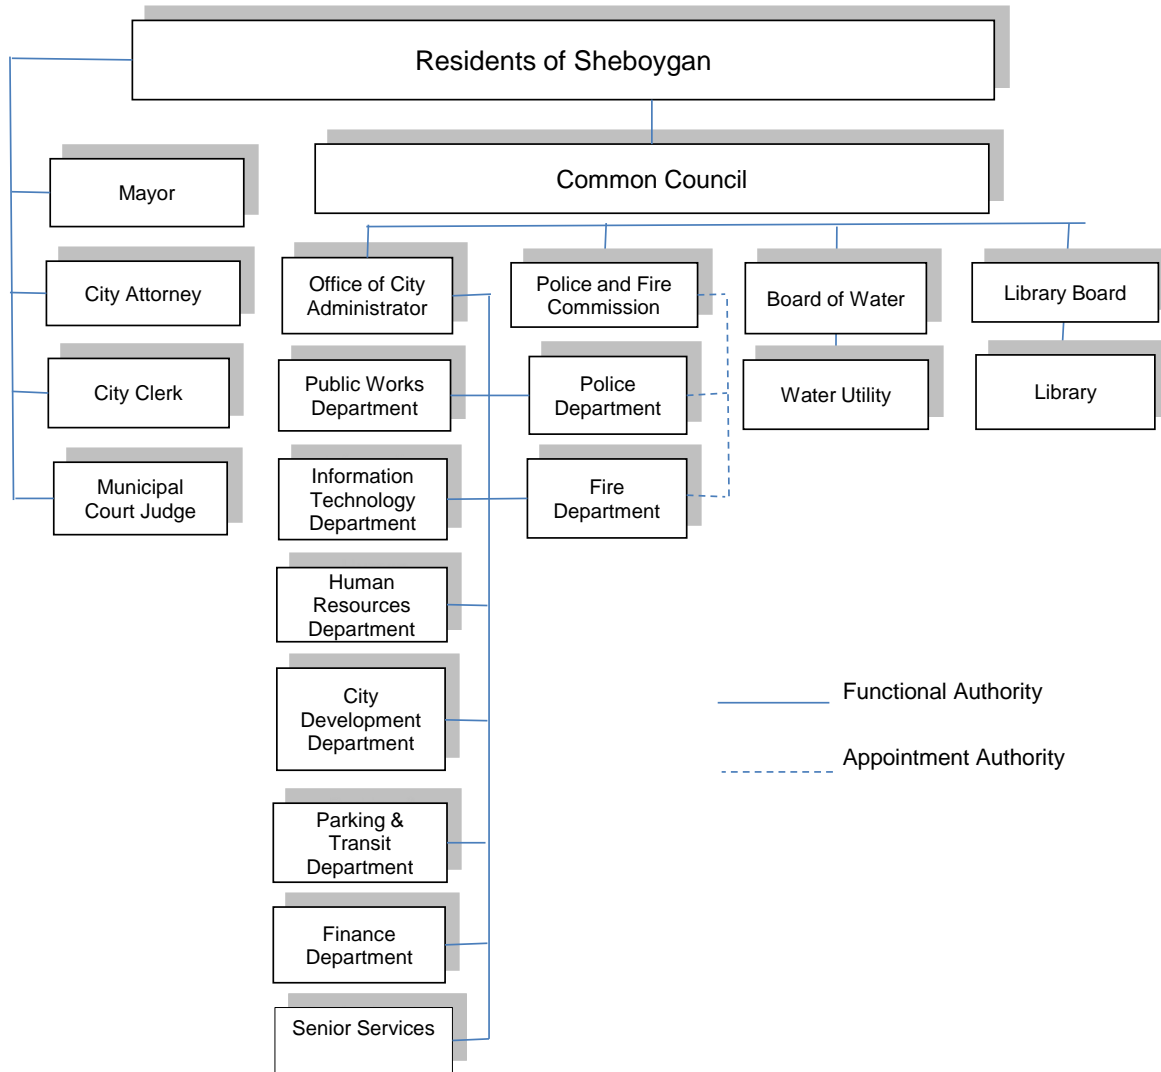 Residents of Sheboygan
Common Council
Mayor
City Attorney
City Clerk
Municipal
Court Judge
Office of City
Administrator
Police and Fire
Commission
Board of Water
Library Board
Public Works
Department
Police
Department
Water Utility
Library
Information
Technology
Department
Fire
Department
Human
Resources
Department
City
Development
Department
Parking &
Transit
Department
Finance
Department
Senior Services
Functional Authority
Appointment Authority